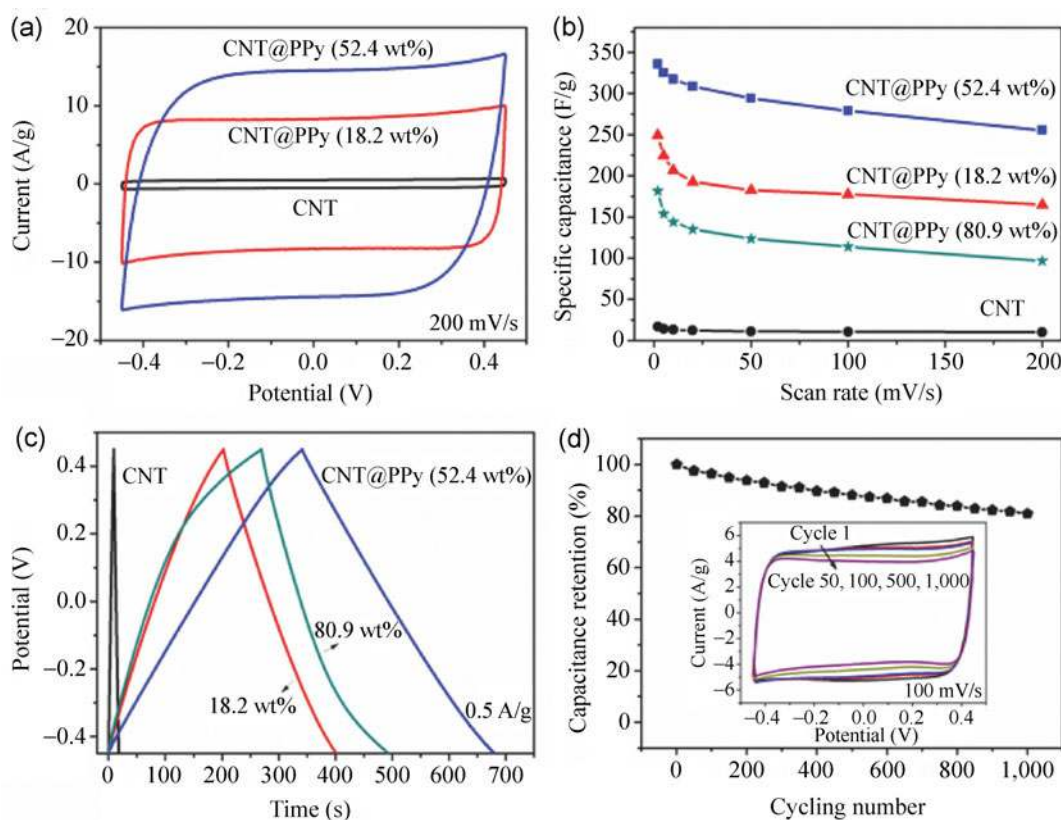 (a)
CNT@PPy (52.4 wt%)
CNT@PPy (18.2 wt%)
CNT
200 mV/s
Current (A/g)
20
10
0
−10
−20
−0.4 −0.2 0.0 0.2 0.4
Potential (V)
(b)
CNT@PPy (52.4 wt%)
CNT@PPy (18.2 wt%)
CNT@PPy (80.9 wt%)
CNT
Specific capacitance (F/g)
350
300
250
200
150
100
50
0
0 50 100 150 200
Scan rate (mV/s)
(c)
CNT
CNT@PPy (52.4 wt%)
80.9 wt%
18.2 wt%
0.5 A/g
Potential (V)
0.4
0.2
0.0
−0.2
−0.4
0 100 200 300 400 500 600 700
Time (s)
(d)
Capacitance retention (%)
100
80
60
40
20
0
Cycle 1
Cycle 50, 100, 500, 1,000
100 mV/s
Current (A/g)
6
4
2
0
−2
−4
−6
−0.4 −0.2 0.0 0.2 0.4
Potential (V)
0 200 400 600 800 1,000
Cycling number